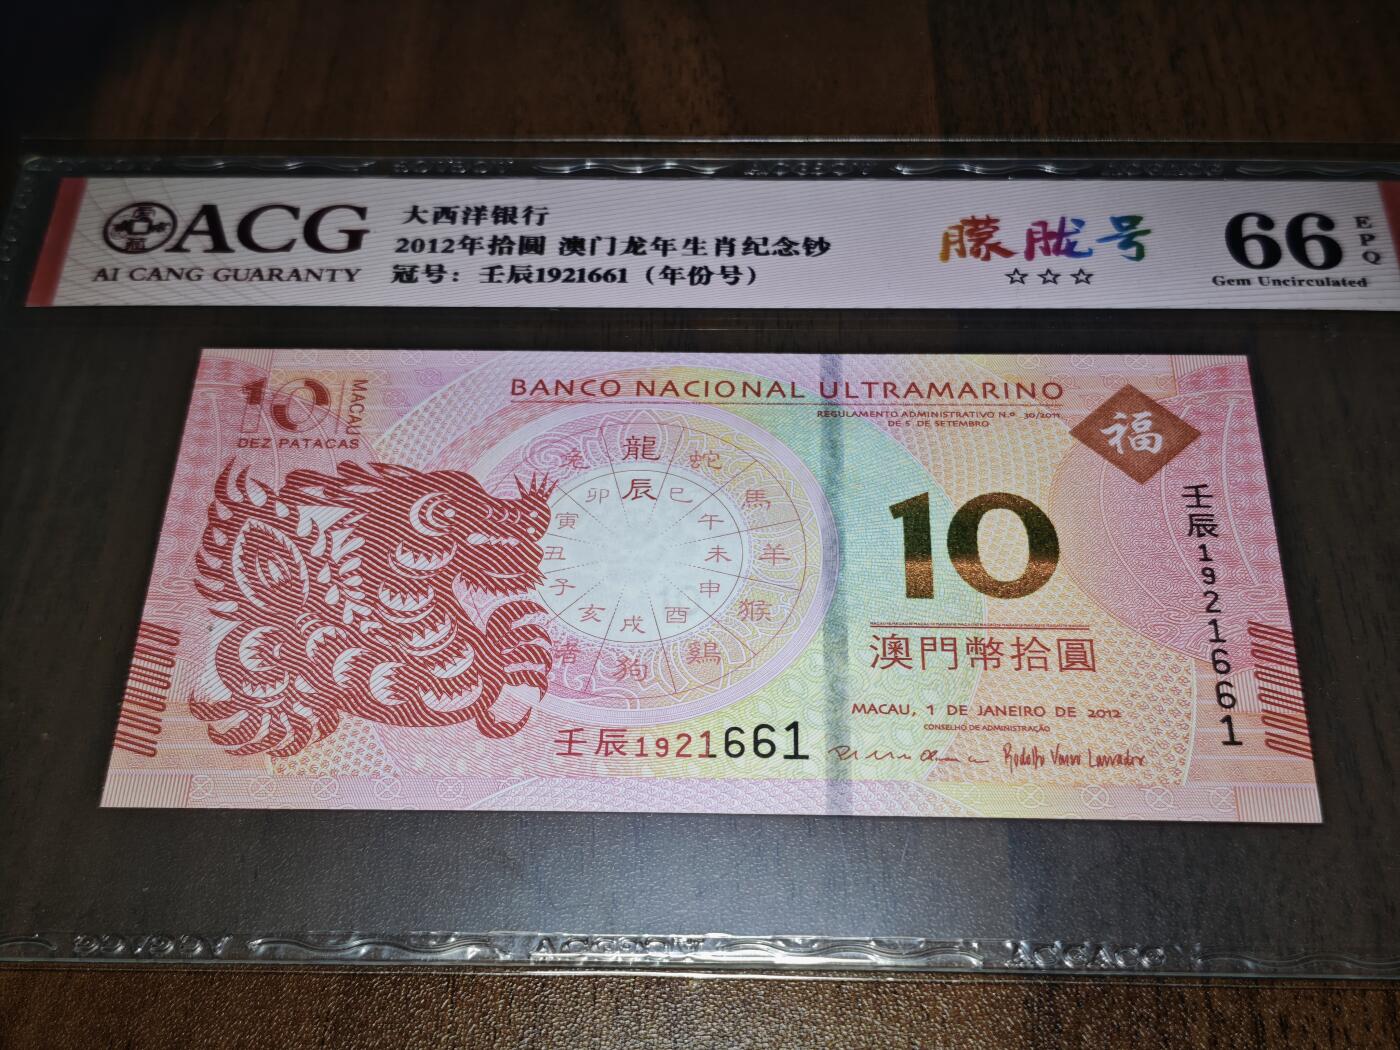 ACG
AI CANG GUARANTY
大西洋银行
2012年拾圆 澳门龙年生肖纪念钞
冠号：壬辰1921661（年份号）
朦胧号
☆☆☆
66
EPQ
Gem Uncirculated
10
MACAU
DEZ PATACAS
BANCO NACIONAL ULTRAMARINO
REGULAMENTO ADMINISTRATIVO N.º 30/2011
DE 5 DE SETEMBRO
福
龍
蛇
馬
羊
猴
鷄
狗
豬
兔
辰
巳
午
未
申
酉
戌
亥
子
丑
寅
卯
10
澳門幣拾圓
MACAU, 1 DE JANEIRO DE 2012
CONSELHO DE ADMINISTRAÇÃO
壬辰1921661
壬辰1921661